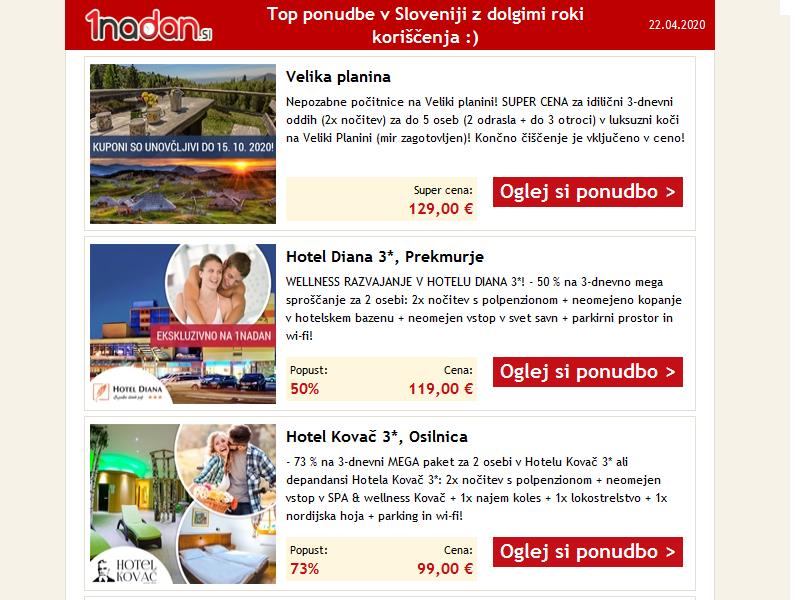 1nadan.SI
Top ponudbe v Sloveniji z dolgimi roki
koriščenja :)
22.04.2020
Velika planina
Nepozabne počitnice na Veliki planini! SUPER CENA za idilični 3-dnevni
oddih (2x nočitev) za do 5 oseb (2 odrasla + do 3 otroci) v luksuzni koči
na Veliki Planini (mir zagotovljen)! Končno čiščenje je vključeno v ceno!
KUPONI SO UNOVČLJIVI DO 15. 10. 2020!
Super cena:
129,00 €
Oglej si ponudbo >
Hotel Diana 3*, Prekmurje
WELLNESS RAZVAJANJE V HOTELU DIANA 3*! - 50 % na 3-dnevno mega
sproščanje za 2 osebi: 2x nočitev s polpenzionom + neomejeno kopanje
v hotelskem bazenu + neomejen vstop v svet savn + parkirni prostor in
wi-fi!
EKSKLUZIVNO NA 1NADAN
HOTEL DIANA
Popust:
50%
Cena:
119,00 €
Oglej si ponudbo >
Hotel Kovač 3*, Osilnica
- 73 % na 3-dnevni MEGA paket za 2 osebi v Hotelu Kovač 3* ali
depandansi Hotela Kovač 3*: 2x nočitev s polpenzionom + neomejen
vstop v SPA & wellness Kovač + 1x najem koles + 1x lokostrelstvo + 1x
nordijska hoja + parking in wi-fi!
HOTEL
KOVAČ
Popust:
73%
Cena:
99,00 €
Oglej si ponudbo >